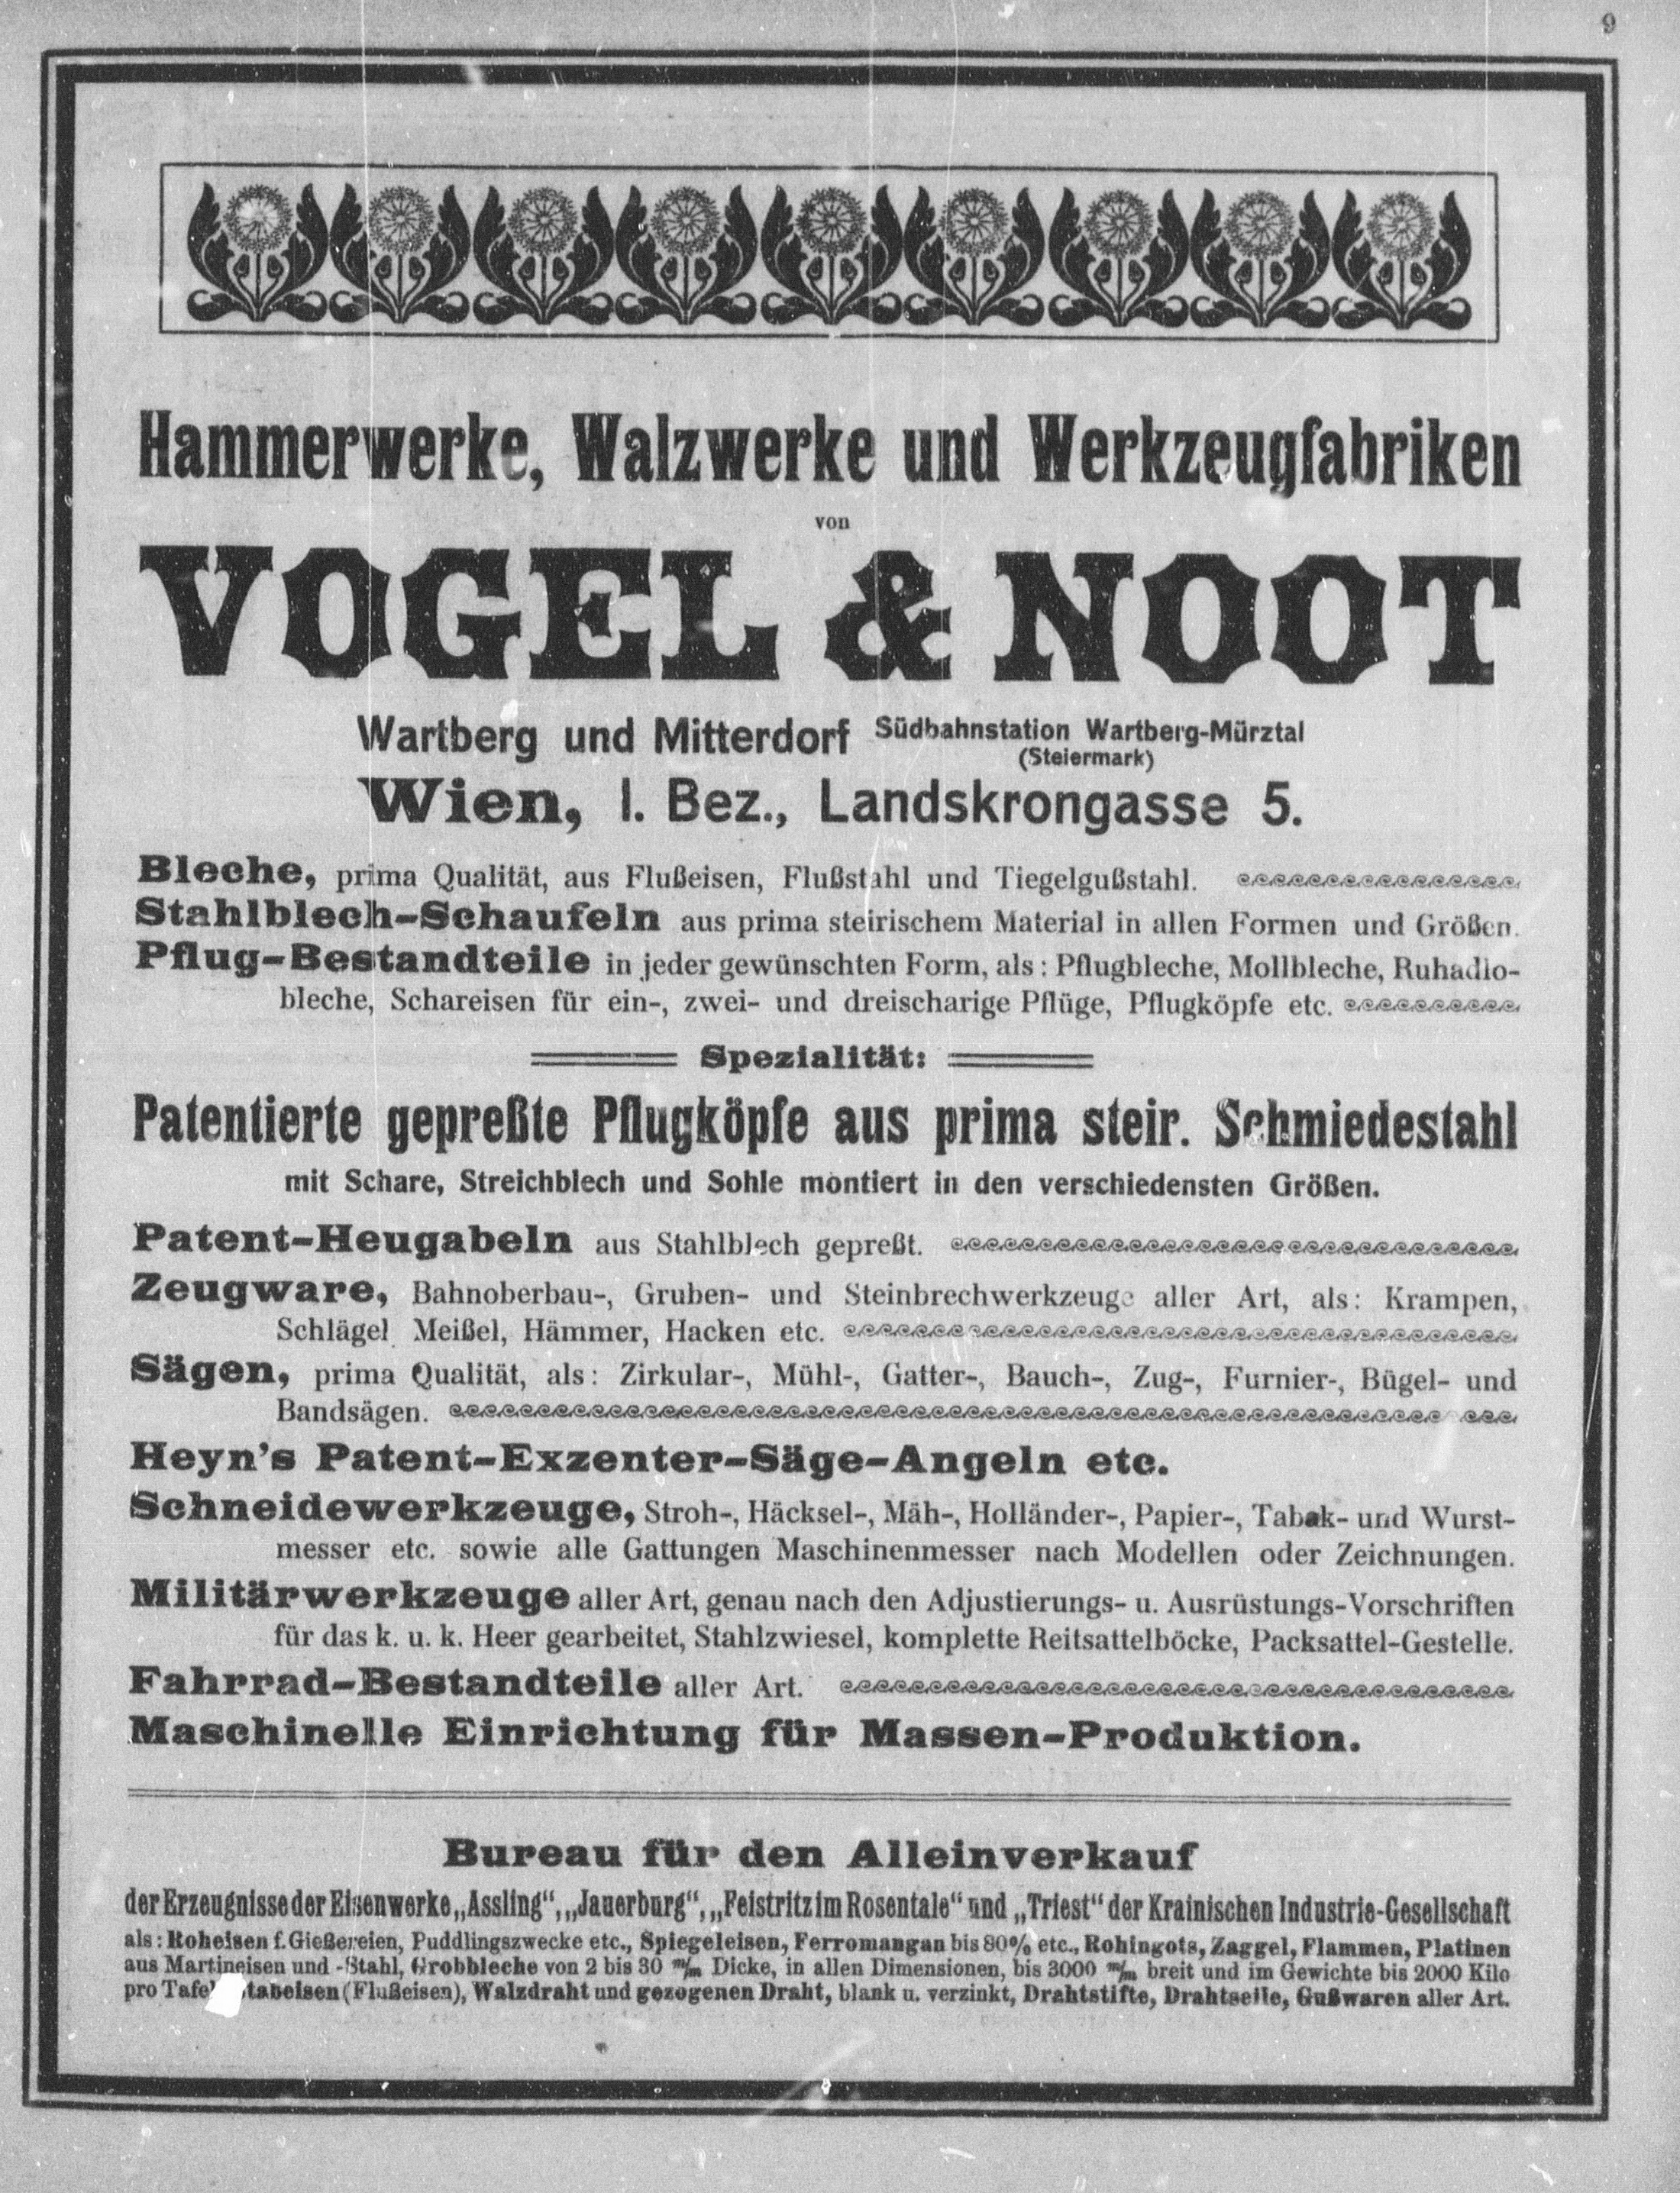 9
Hammerwerke, Walzwerke und Werkzeugfabriken
von
VOGEL & NOOT
Wartberg und Mitterdorf Südbahnstation Wartberg-Mürztal
(Steiermark)
Wien, I. Bez., Landskrongasse 5.
Bleche, prima Qualität, aus Flußeisen, Flußstahl und Tiegelgußstahl.
Stahlblech-Schaufeln aus prima steirischem Material in allen Formen und Größen.
Pflug-Bestandteile in jeder gewünschten Form, als: Pflugbleche, Mollbleche, Ruhadlo-
bleche, Schareisen für ein-, zwei- und dreischarige Pflüge, Pflugköpfe etc.
Spezialität:
Patentierte gepreßte Pflugköpfe aus prima steir. Schmiedestahl
mit Schare, Streichblech und Sohle montiert in den verschiedensten Größen.
Patent-Heugabeln aus Stahlblech gepreßt.
Zeugware, Bahnoberbau-, Gruben- und Steinbrechwerkzeuge aller Art, als: Krampen,
Schlägel Meißel, Hämmer, Hacken etc.
Sägen, prima Qualität, als: Zirkular-, Mühl-, Gatter-, Bauch-, Zug-, Furnier-, Bügel- und
Bandsägen.
Heyn's Patent-Exzenter-Säge-Angeln etc.
Schneidewerkzeuge, Stroh-, Häcksel-, Mäh-, Holländer-, Papier-, Tabak- und Wurst-
messer etc. sowie alle Gattungen Maschinenmesser nach Modellen oder Zeichnungen.
Militärwerkzeuge aller Art, genau nach den Adjustierungs- u. Ausrüstungs-Vorschriften
für das k. u. k. Heer gearbeitet, Stahlzwiesel, komplette Reitsattelböcke, Packsattel-Gestelle.
Fahrrad-Bestandteile aller Art.
Maschinelle Einrichtung für Massen-Produktion.
Bureau für den Alleinverkauf
der Erzeugnisse der Eisenwerke „Assling“, „Jauerburg“, „Feistritz im Rosentale“ und „Triest“ der Krainischen Industrie-Gesellschaft
als: Roheisen f. Gießereien, Puddlingszwecke etc., Spiegeleisen, Ferromangan bis 80% etc., Rohingots, Zaggel, Flammen, Platinen
aus Martineisen und -Stahl, Grobbleche von 2 bis 30 m/m Dicke, in allen Dimensionen, bis 3000 m/m breit und im Gewichte bis 2000 Kilo
pro (Flußeisen), Walzdraht und gezogenen Draht, blank u. verzinkt, Drahtstifte, Drahtseile, Gußwaren aller Art.